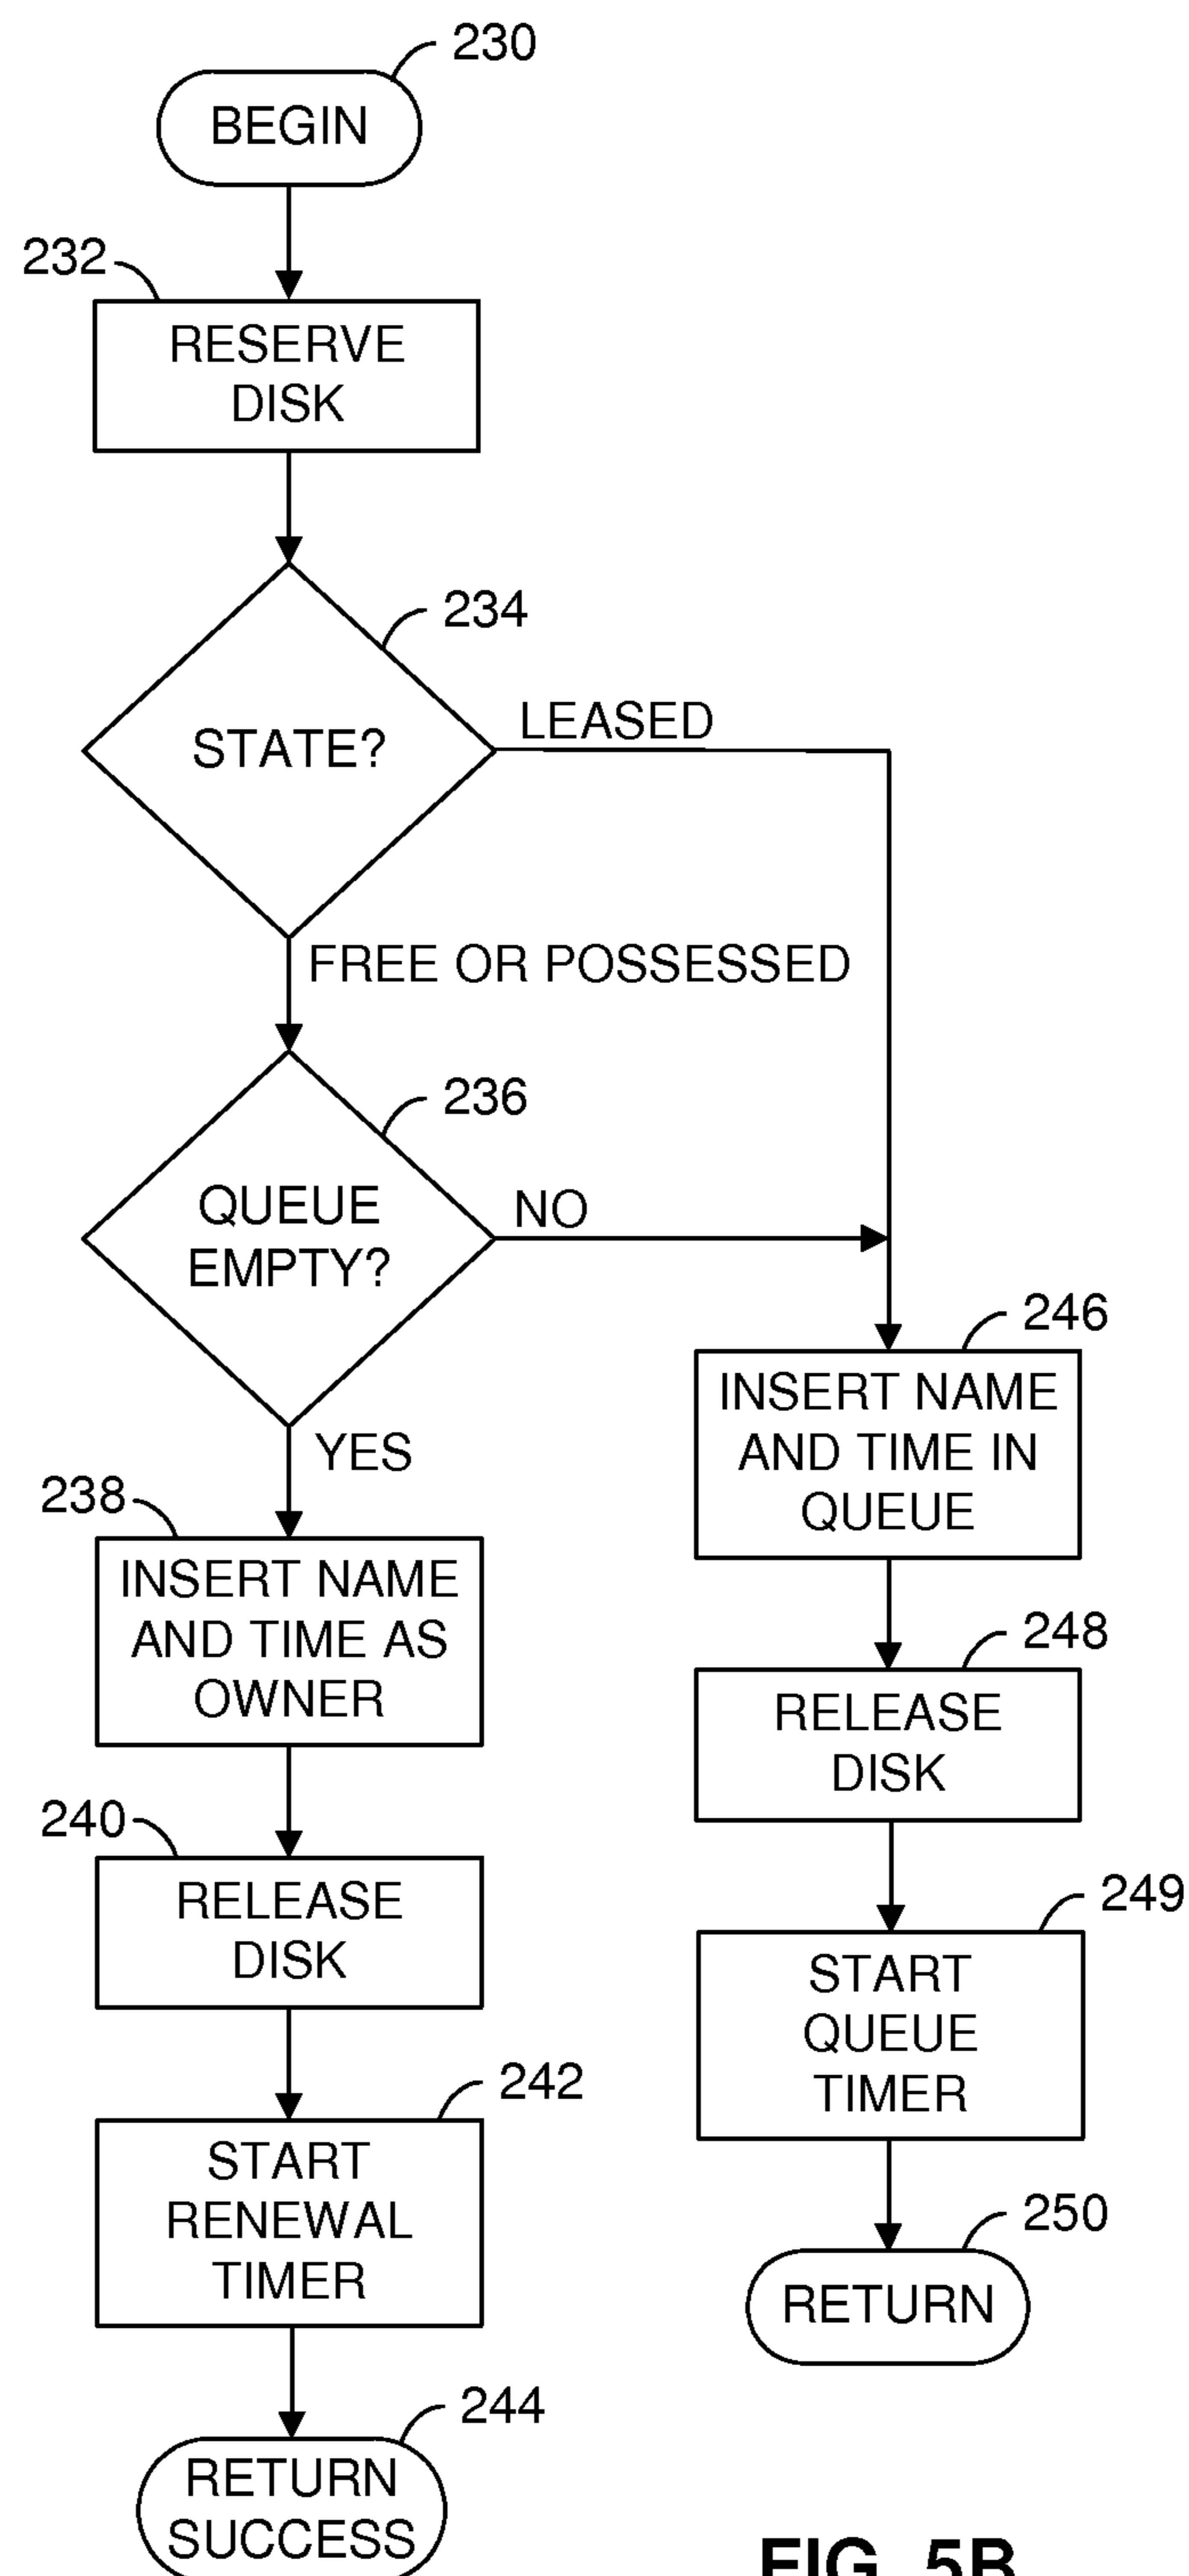 230
BEGIN
232
RESERVE
DISK
234
STATE?
LEASED
FREE OR POSSESSED
236
QUEUE
EMPTY?
NO
YES
238
INSERT NAME
AND TIME AS
OWNER
240
RELEASE
DISK
242
START
RENEWAL
TIMER
244
RETURN
SUCCESS
246
INSERT NAME
AND TIME IN
QUEUE
248
RELEASE
DISK
249
START
QUEUE
TIMER
250
RETURN
FIG. 5B